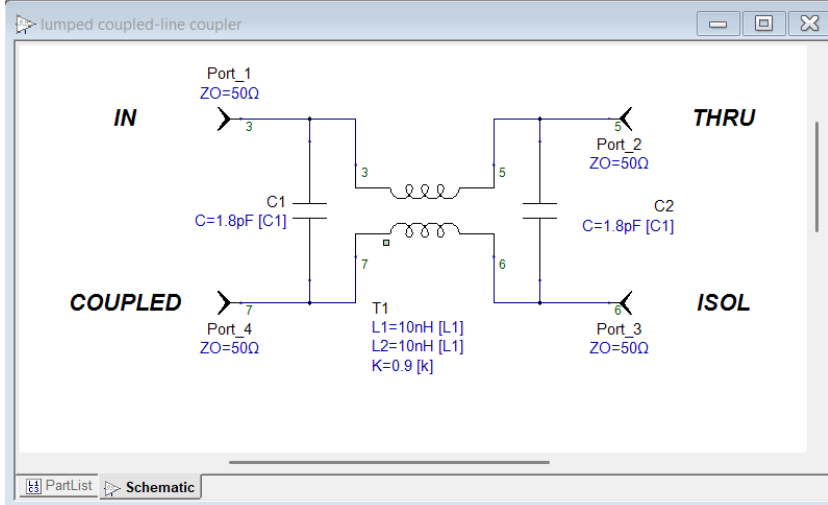 lumped coupled-line coupler
Port_1
ZO=50Ω
IN
3
5
THRU
Port_2
ZO=50Ω
3
5
C1
C=1.8pF [C1]
C2
C=1.8pF [C1]
7
6
COUPLED
7
6
ISOL
Port_4
ZO=50Ω
T1
L1=10nH [L1]
L2=10nH [L1]
K=0.9 [k]
Port_3
ZO=50Ω
PartList
Schematic